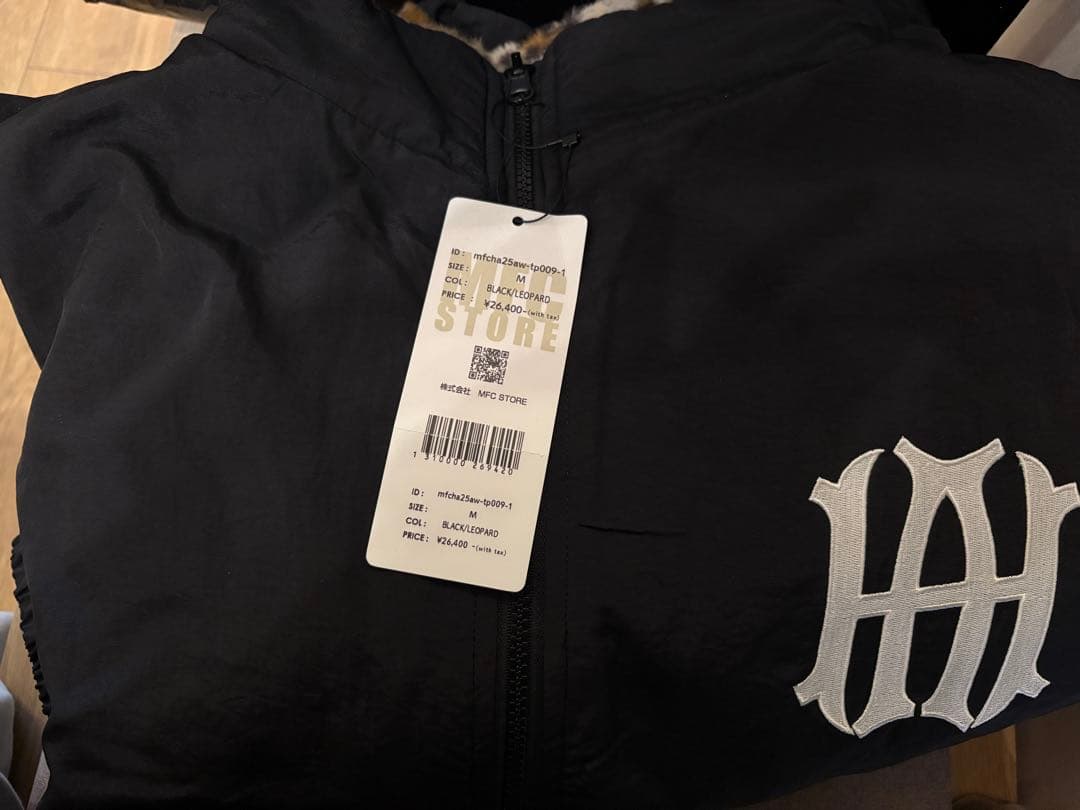 ID: mfcha25aw-tp009-1
SIZE: M
COL: BLACK/LEOPARD
PRICE: ¥26,400-(with tax)
MFC
STORE
株式会社 MFC STORE
1 310000 269420
ID: mfcha25aw-tp009-1
SIZE: M
COL: BLACK/LEOPARD
PRICE: ¥26,400 -(with tax)
HA